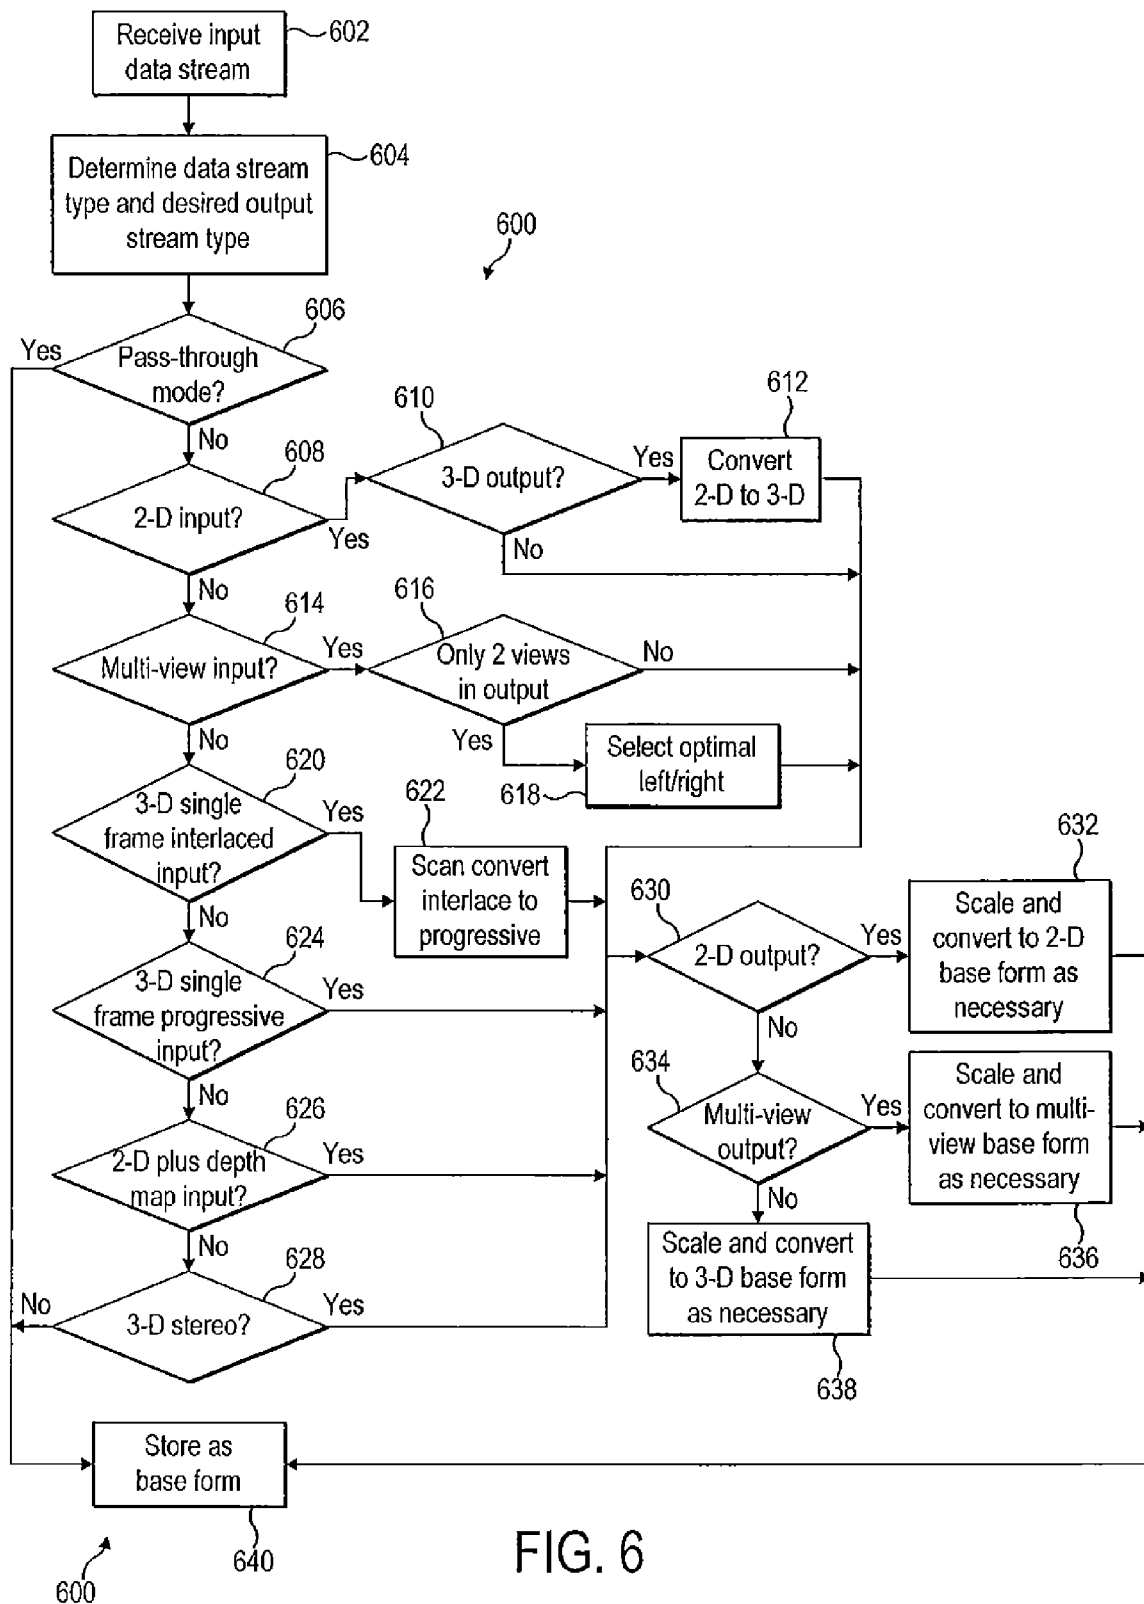 Receive input
data stream
602
Determine data stream
type and desired output
stream type
604
600
Pass-through
mode?
606
Yes
No
2-D input?
608
Yes
No
3-D output?
610
Yes
No
Convert
2-D to 3-D
612
Multi-view input?
614
Yes
No
Only 2 views
in output
616
No
Yes
Select optimal
left/right
618
3-D single
frame interlaced
input?
620
Yes
No
Scan convert
interlace to
progressive
622
3-D single
frame progressive
input?
624
Yes
No
2-D plus depth
map input?
626
Yes
No
3-D stereo?
628
Yes
No
2-D output?
630
Yes
No
Scale and
convert to 2-D
base form as
necessary
632
Multi-view
output?
634
Yes
No
Scale and
convert to multi-
view base form
as necessary
636
Scale and convert
to 3-D base form
as necessary
638
Store as
base form
640
600
FIG. 6